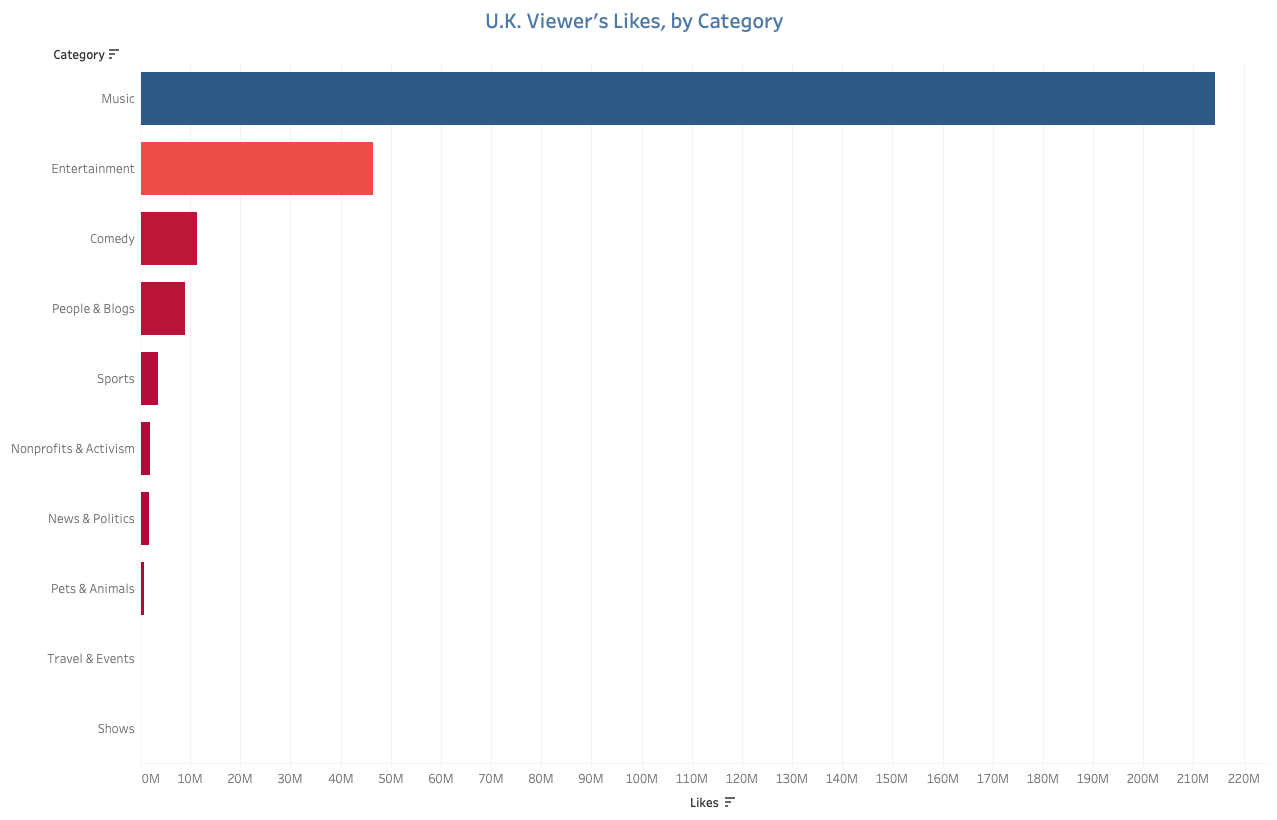 U.K. Viewer’s Likes, by Category
Category
Music
Entertainment
Comedy
People & Blogs
Sports
Nonprofits & Activism
News & Politics
Pets & Animals
Travel & Events
Shows
0M 10M 20M 30M 40M 50M 60M 70M 80M 90M 100M 110M 120M 130M 140M 150M 160M 170M 180M 190M 200M 210M 220M
Likes